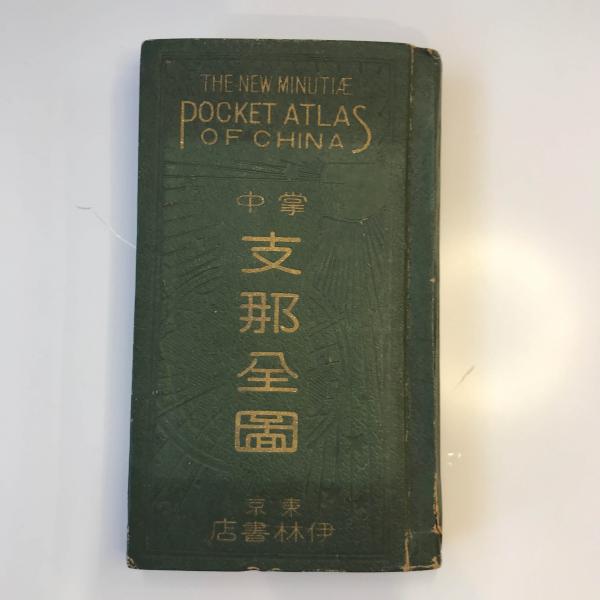 THE NEW MINUTIÆ
POCKET ATLAS
OF CHINA
掌中
支那全圖
東京
伊林書店